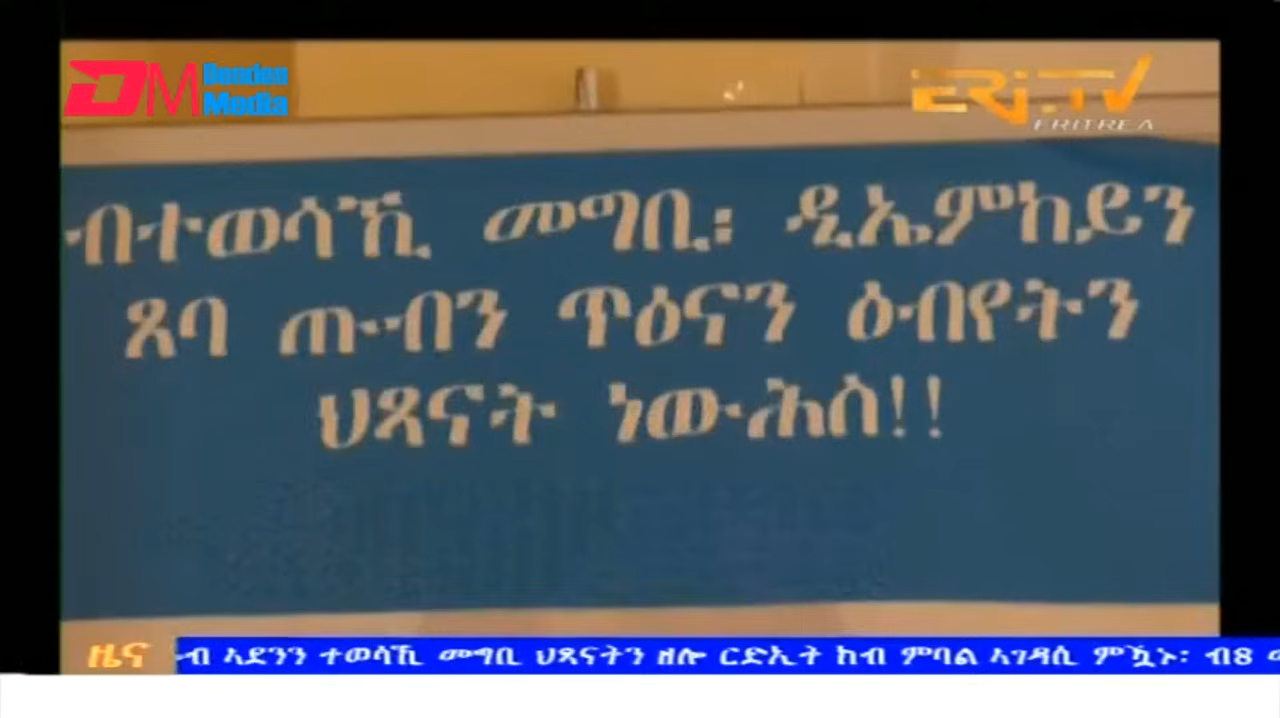 DM Denden Media
ERi-TV
ERITREA
ብተወሳኺ መግቢ፥ ዲኤምኬይን
ጸባ ጡብን ጥዕናን ዕብየትን
ህጻናት ነውሕስ!!
ዜና
ብ ኣደንን ተወሳኺ መግቢ ህጻናትን ዘሎ ርድኢት ከብ ምባል ኣገዳሲ ምዃኑ፡ ብ8